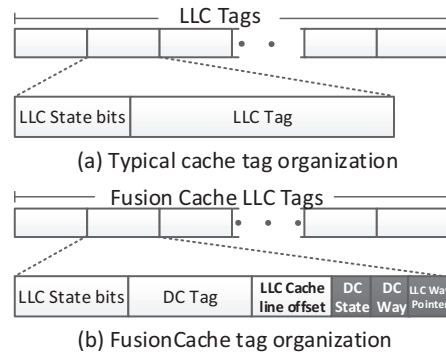 LLC Tags
LLC State bits LLC Tag
(a) Typical cache tag organization
Fusion Cache LLC Tags
LLC State bits DC Tag LLC Cache line offset DC State DC Way LLC Way Pointer
(b) FusionCache tag organization